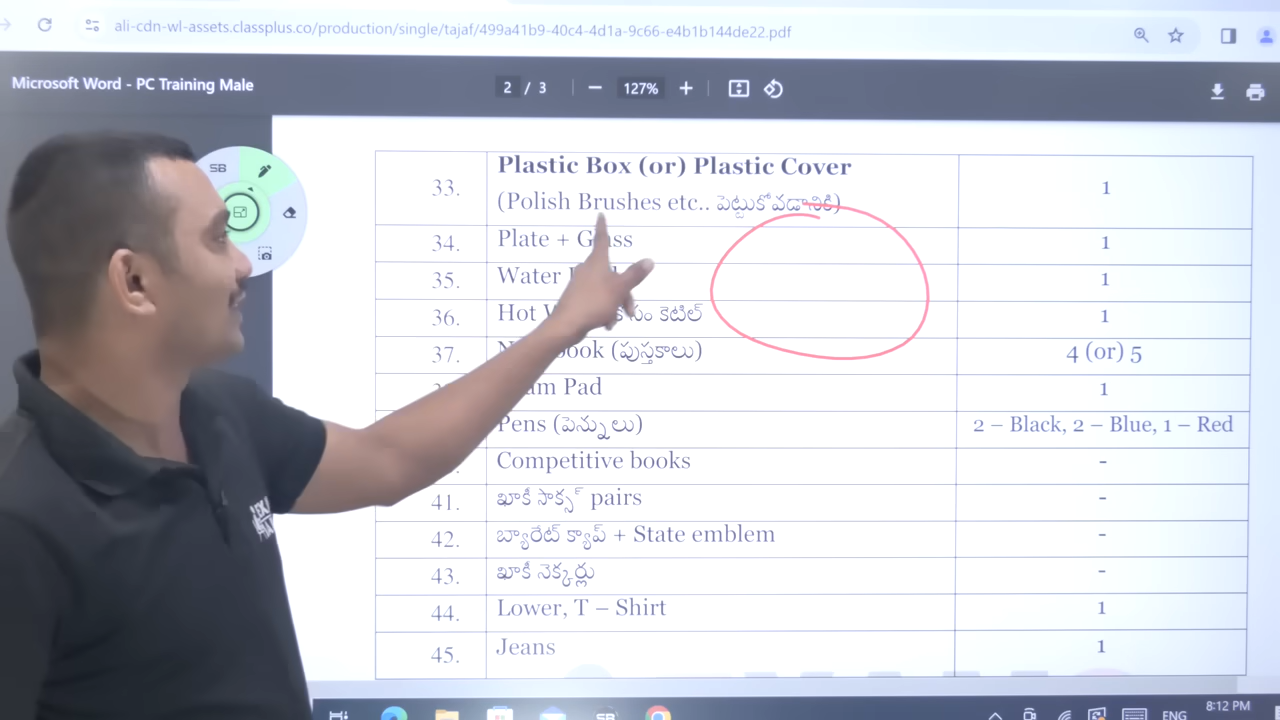 ali-cdn-wl-assets.classplus.co/production/single/tajaf/499a41b9-40c4-4d1a-9c66-e4b1b144de22.pdf
Microsoft Word - PC Training Male
2 / 3
127%
SB
33. Plastic Box (or) Plastic Cover 1
(Polish Brushes etc.. పెట్టుకోవడానికి)
34. Plate + Glass 1
35. Water 1
36. Hot కెటిల్ 1
37. (పుస్తకాలు) 4 (or) 5
Pad 1
Pens (పెన్నులు) 2 – Black, 2 – Blue, 1 – Red
Competitive books -
41. ఖాకీ సాక్స్ pairs -
42. బ్యారేట్ క్యాప్ + State emblem -
43. ఖాకీ నెక్కర్లు -
44. Lower, T – Shirt 1
45. Jeans 1
SB
ENG
8:12 PM